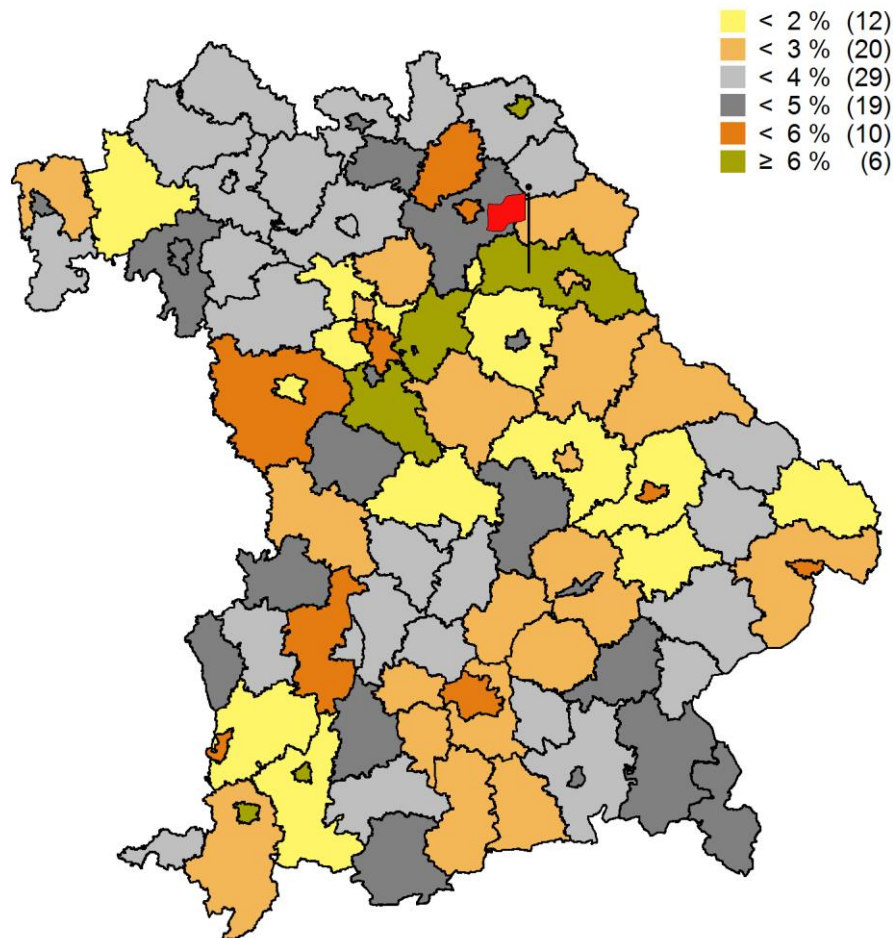 < 2 % (12)
< 3 % (20)
< 4 % (29)
< 5 % (19)
< 6 % (10)
≥ 6 % (6)